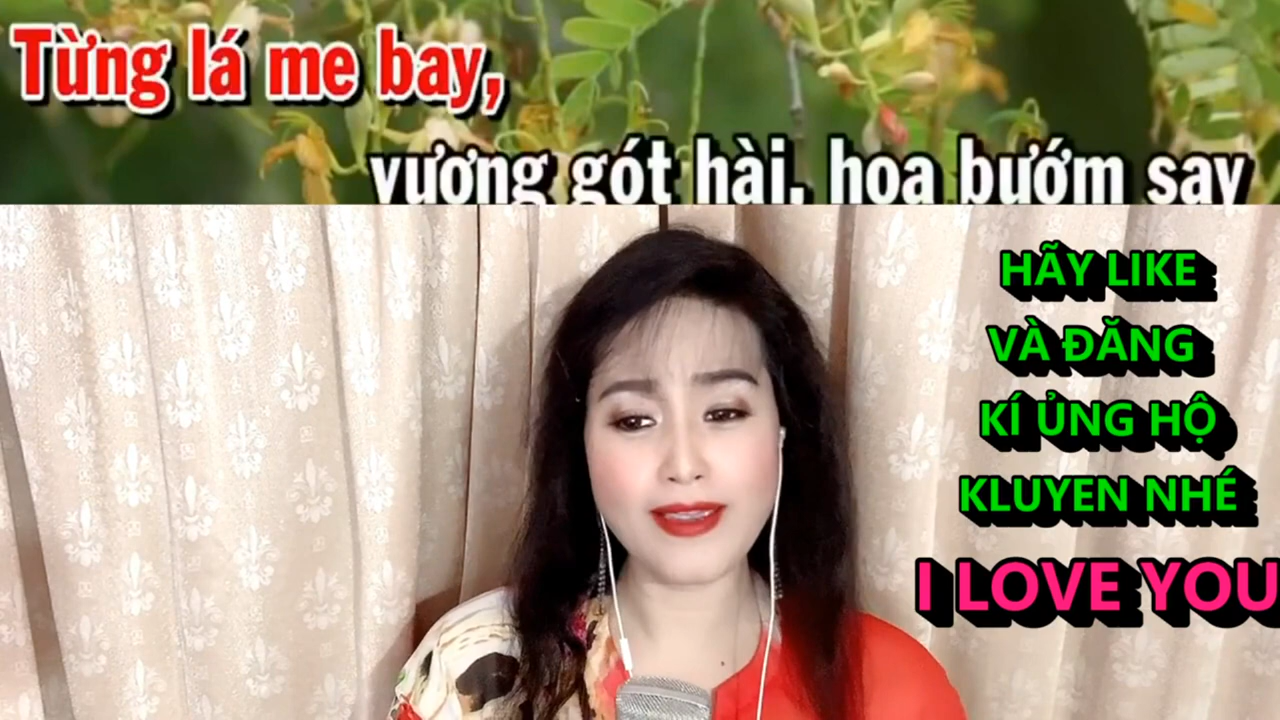 Từng lá me bay,
vương gót hài, hoa bướm say
HÃY LIKE
VÀ ĐĂNG
KÍ ỦNG HỘ
KLUYEN NHÉ
I LOVE YOU